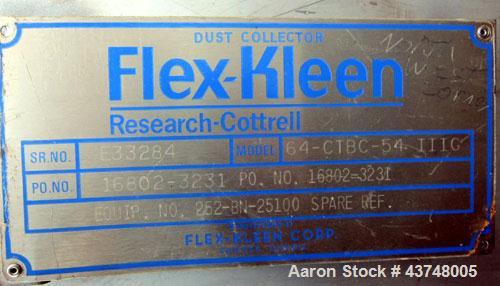 DUST COLLECTOR
Flex-Kleen
Research-Cottrell
SR.NO. E33284 MODEL 64-CTBC-54 IIIG
PO.NO. 16802-3231 PO. NO. 16802-3231
EQUIP. NO. 252-BN-25100 SPARE REF.
FLEX-KLEEN CORP.
Aaron Stock # 43748005